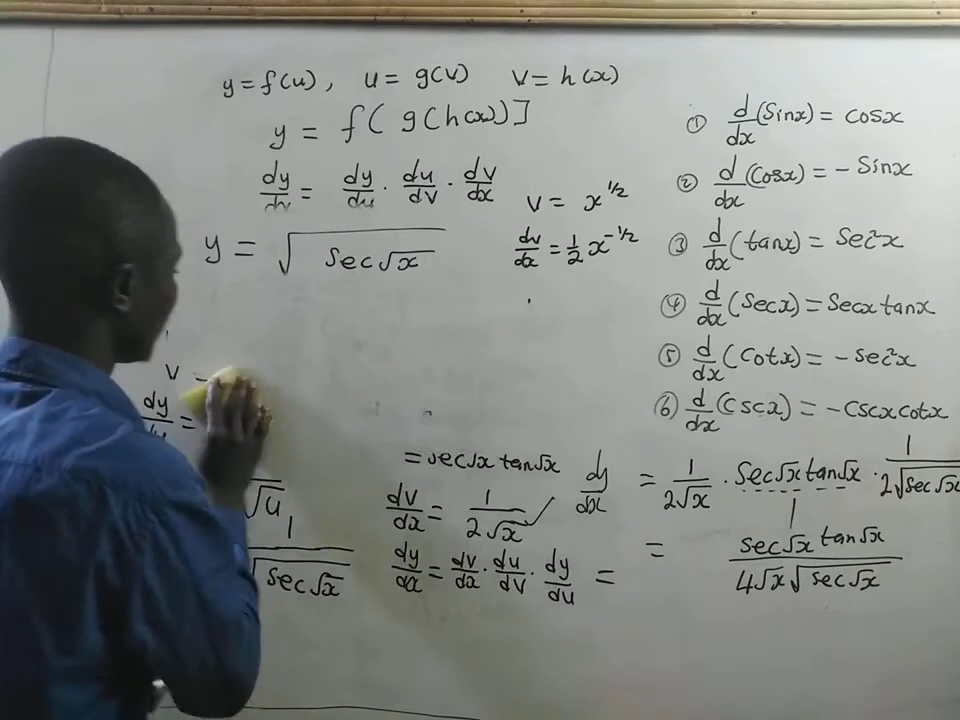 y = f(u), u = g(v) v = h(x)
y = f( g(h(x))]
dy/dx = dy/du · du/dv · dv/dx
v = x^1/2
y = √(sec√x)
dv/dx = 1/2 x^-1/2
v -
dy/du =
√u
1
√(sec√x)
= sec√x tan√x
dv/dx = 1/(2√x)
dy/dx = dv/dx · du/dv · dy/du =
① d/dx (Sinx) = cosx
② d/dx (Cosx) = - Sinx
③ d/dx (tanx) = Sec²x
④ d/dx (Secx) = Secx tanx
⑤ d/dx (Cotx) = - Sec²x
⑥ d/dx (Cscx) = - Cscx cotx
dy/dx = 1/(2√x) · Sec√x tan√x · 1/(2√(sec√x))
= sec√x tan√x / (4√x √(sec√x))